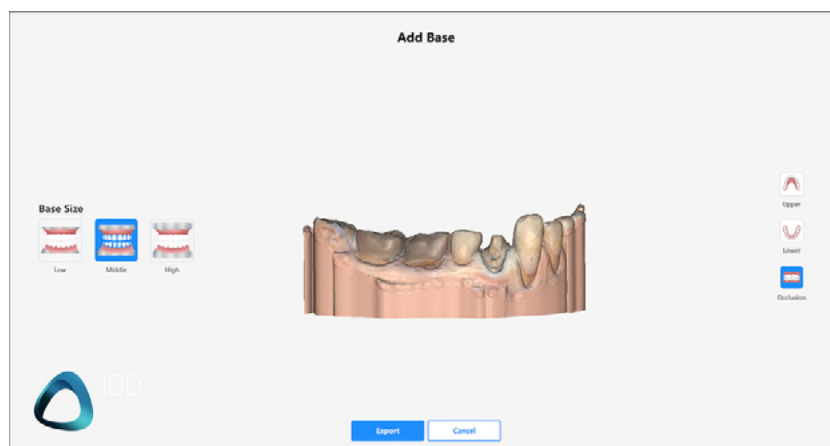 Add Base
Base Size
Low
Middle
High
Upper
Lower
Occlusion
iDD
Export
Cancel